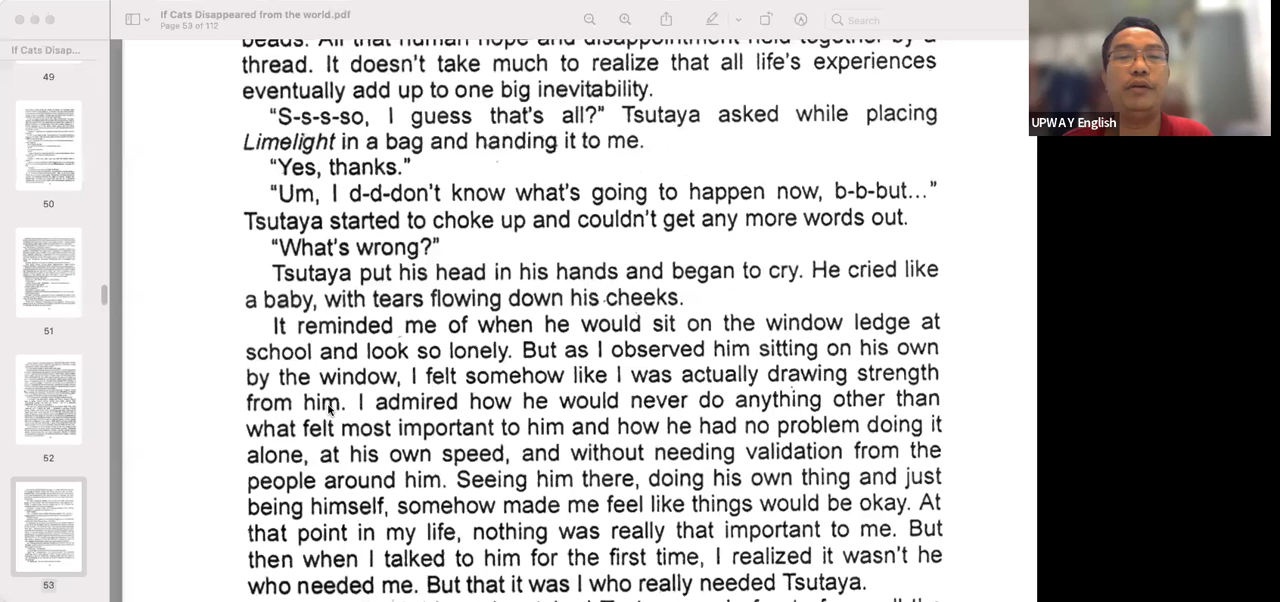 If Cats Disappeared from the world.pdf
Page 53 of 112
Search
If Cats Disap...
49
50
51
52
53
beads. All that human hope and disappointment held together by a
thread. It doesn't take much to realize that all life's experiences
eventually add up to one big inevitability.
“S-s-s-so, I guess that's all?” Tsutaya asked while placing
Limelight in a bag and handing it to me.
“Yes, thanks.”
“Um, I d-d-don't know what's going to happen now, b-b-but...”
Tsutaya started to choke up and couldn't get any more words out.
“What's wrong?”
Tsutaya put his head in his hands and began to cry. He cried like
a baby, with tears flowing down his cheeks.
It reminded me of when he would sit on the window ledge at
school and look so lonely. But as I observed him sitting on his own
by the window, I felt somehow like I was actually drawing strength
from him. I admired how he would never do anything other than
what felt most important to him and how he had no problem doing it
alone, at his own speed, and without needing validation from the
people around him. Seeing him there, doing his own thing and just
being himself, somehow made me feel like things would be okay. At
that point in my life, nothing was really that important to me. But
then when I talked to him for the first time, I realized it wasn't he
who needed me. But that it was I who really needed Tsutaya.
UPWAY English